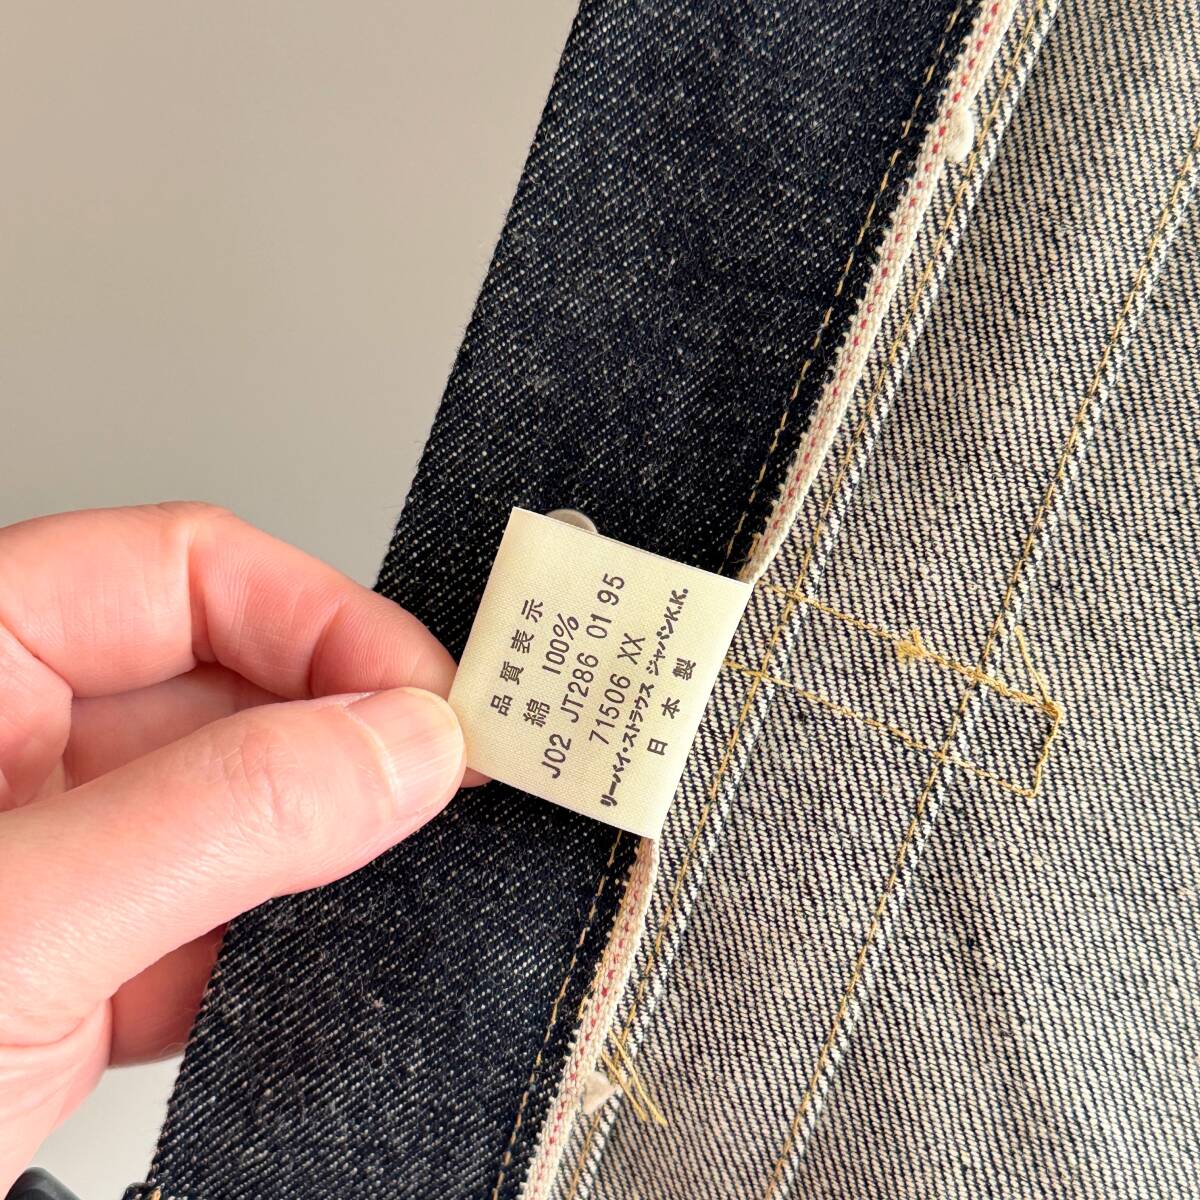 品質表示
綿 100%
J02 JT286 01 95
71506 XX
リーバイ・ストラウス ジャパンK.K.
日本製